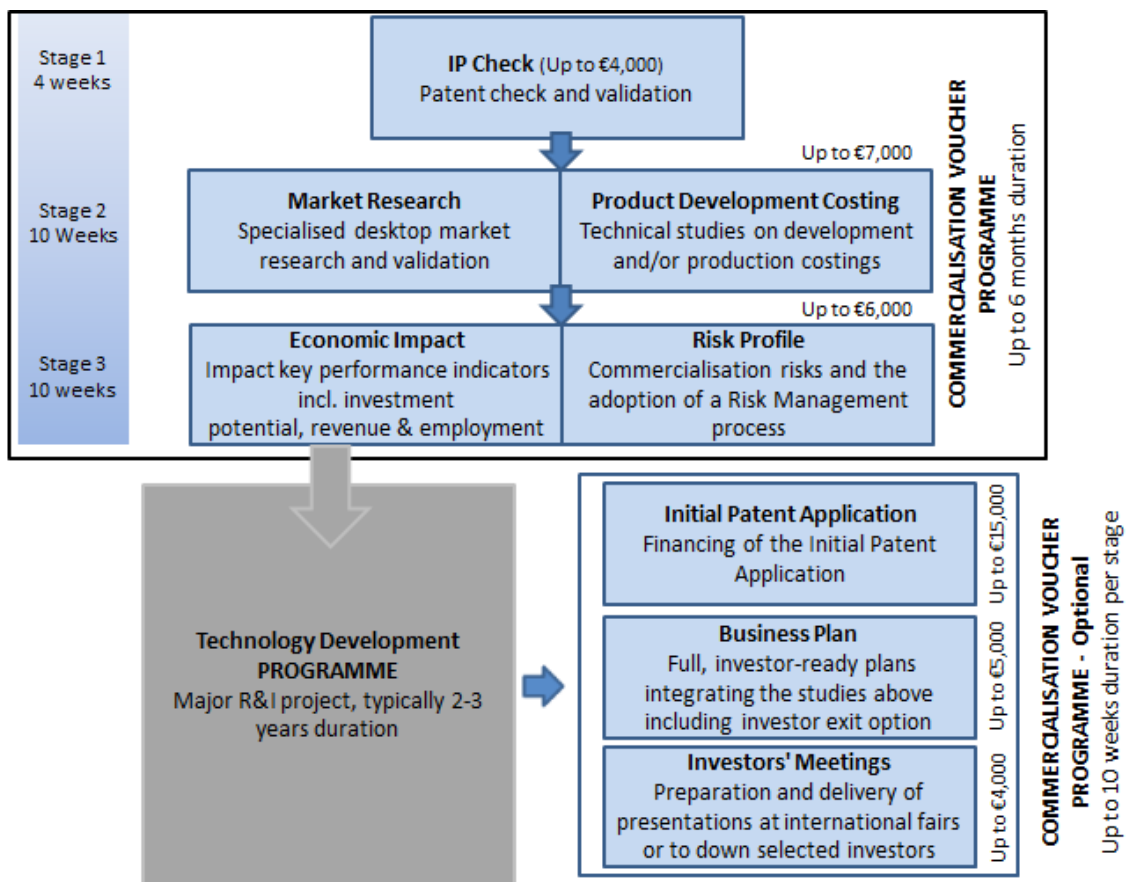 Stage 1
4 weeks
IP Check (Up to €4,000)
Patent check and validation
Up to €7,000
Stage 2
10 Weeks
Market Research
Specialised desktop market
research and validation
Product Development Costing
Technical studies on development
and/or production costings
Up to €6,000
Stage 3
10 weeks
Economic Impact
Impact key performance indicators
incl. investment
potential, revenue & employment
Risk Profile
Commercialisation risks and the
adoption of a Risk Management
process
COMMERCIALISATION VOUCHER
PROGRAMME
Up to 6 months duration
Technology Development
PROGRAMME
Major R&I project, typically 2-3
years duration
Initial Patent Application
Financing of the Initial Patent
Application
Up to €15,000
Business Plan
Full, investor-ready plans
integrating the studies above
including investor exit option
Up to €5,000
Investors' Meetings
Preparation and delivery of
presentations at international fairs
or to down selected investors
Up to €4,000
COMMERCIALISATION VOUCHER
PROGRAMME - Optional
Up to 10 weeks duration per stage